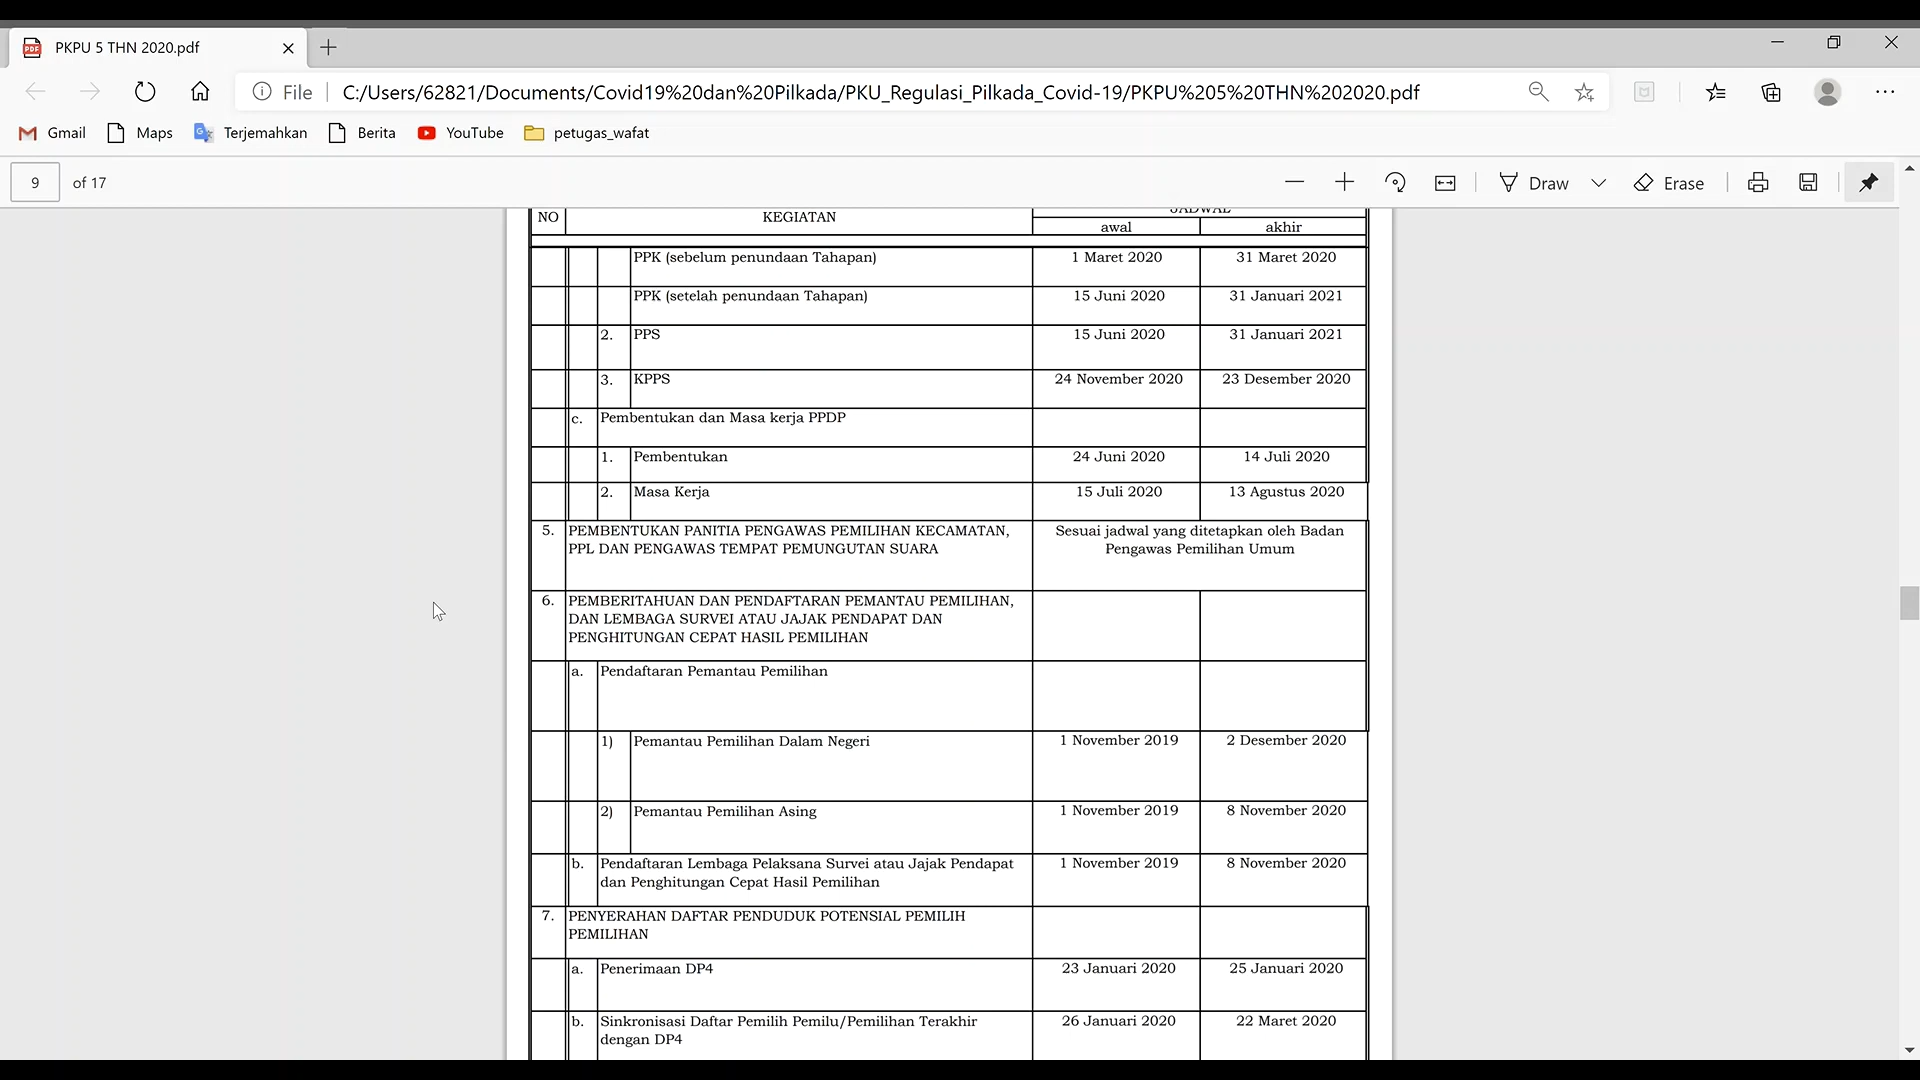 PKPU 5 THN 2020.pdf
File C:/Users/62821/Documents/Covid19%20dan%20Pilkada/PKU_Regulasi_Pilkada_Covid-19/PKPU%205%20THN%202020.pdf
Gmail Maps Terjemahkan Berita YouTube petugas_wafat
9 of 17 Draw Erase
JADWAL
NO KEGIATAN
awal akhir
PPK (sebelum penundaan Tahapan) 1 Maret 2020 31 Maret 2020
PPK (setelah penundaan Tahapan) 15 Juni 2020 31 Januari 2021
2. PPS 15 Juni 2020 31 Januari 2021
3. KPPS 24 November 2020 23 Desember 2020
c. Pembentukan dan Masa kerja PPDP
1. Pembentukan 24 Juni 2020 14 Juli 2020
2. Masa Kerja 15 Juli 2020 13 Agustus 2020
5. PEMBENTUKAN PANITIA PENGAWAS PEMILIHAN KECAMATAN, Sesuai jadwal yang ditetapkan oleh Badan
PPL DAN PENGAWAS TEMPAT PEMUNGUTAN SUARA Pengawas Pemilihan Umum
6. PEMBERITAHUAN DAN PENDAFTARAN PEMANTAU PEMILIHAN,
DAN LEMBAGA SURVEI ATAU JAJAK PENDAPAT DAN
PENGHITUNGAN CEPAT HASIL PEMILIHAN
a. Pendaftaran Pemantau Pemilihan
1) Pemantau Pemilihan Dalam Negeri 1 November 2019 2 Desember 2020
2) Pemantau Pemilihan Asing 1 November 2019 8 November 2020
b. Pendaftaran Lembaga Pelaksana Survei atau Jajak Pendapat 1 November 2019 8 November 2020
dan Penghitungan Cepat Hasil Pemilihan
7. PENYERAHAN DAFTAR PENDUDUK POTENSIAL PEMILIH
PEMILIHAN
a. Penerimaan DP4 23 Januari 2020 25 Januari 2020
b. Sinkronisasi Daftar Pemilih Pemilu/Pemilihan Terakhir 26 Januari 2020 22 Maret 2020
dengan DP4